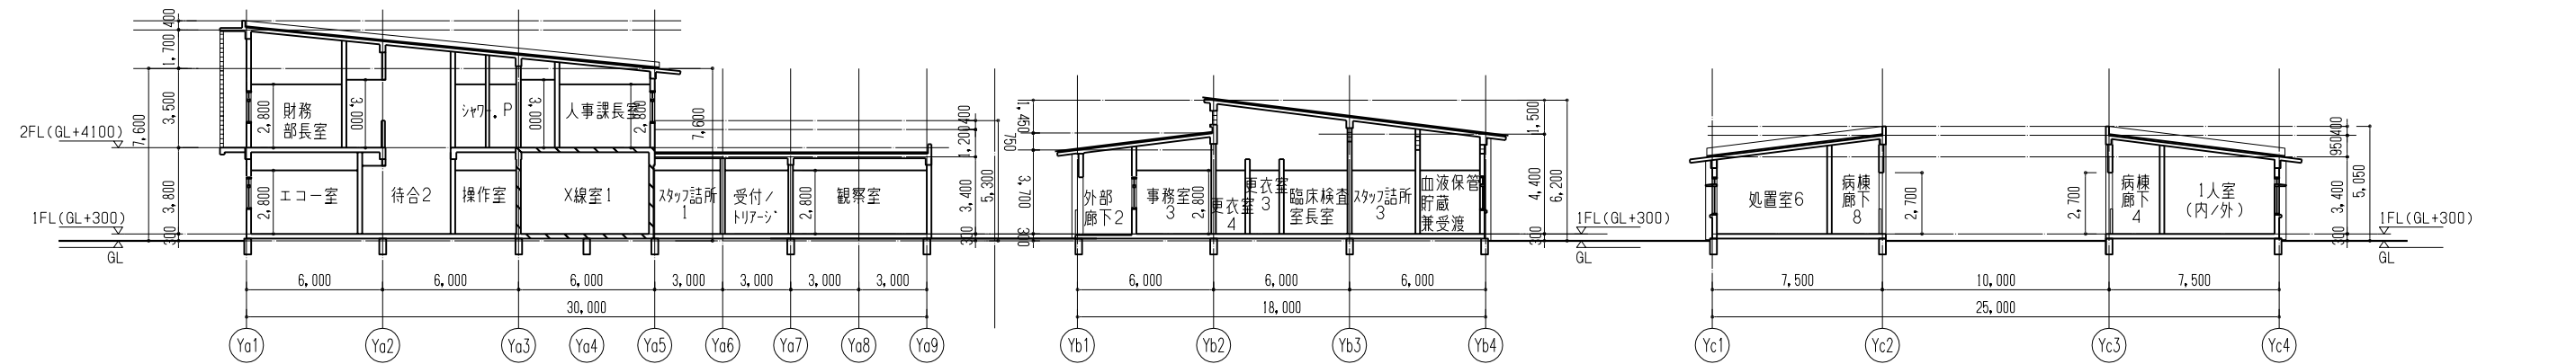 400
1,700
3,500
7,600
3,800
300
2FL(GL+4100)
1FL(GL+300)
GL
2,800
財務
部長室
3,000
シャワー.P
3,000
人事課長室
2,800
7,600
2,800
エコー室
待合2
操作室
X線室1
スタッフ詰所
1
受付/
トリアージ
2,800
観察室
400
1,200
3,400
300
5,300
6,000
6,000
6,000
3,000
3,000
3,000
3,000
30,000
Ya1
Ya2
Ya3
Ya4
Ya5
Ya6
Ya7
Ya8
Ya9
1,450
750
3,700
300
外部
廊下2
事務室
3
2,800
更衣室
4
更衣室
3
臨床検査
室長室
スタッフ詰所
3
血液保管
貯蔵
兼受渡
1,500
4,400
300
6,200
1FL(GL+300)
GL
6,000
6,000
6,000
18,000
Yb1
Yb2
Yb3
Yb4
処置室6
病棟
廊下
8
2,700
2,700
病棟
廊下
4
1人室
(内/外)
400
950
3,400
300
5,050
1FL(GL+300)
GL
7,500
10,000
7,500
25,000
Yc1
Yc2
Yc3
Yc4